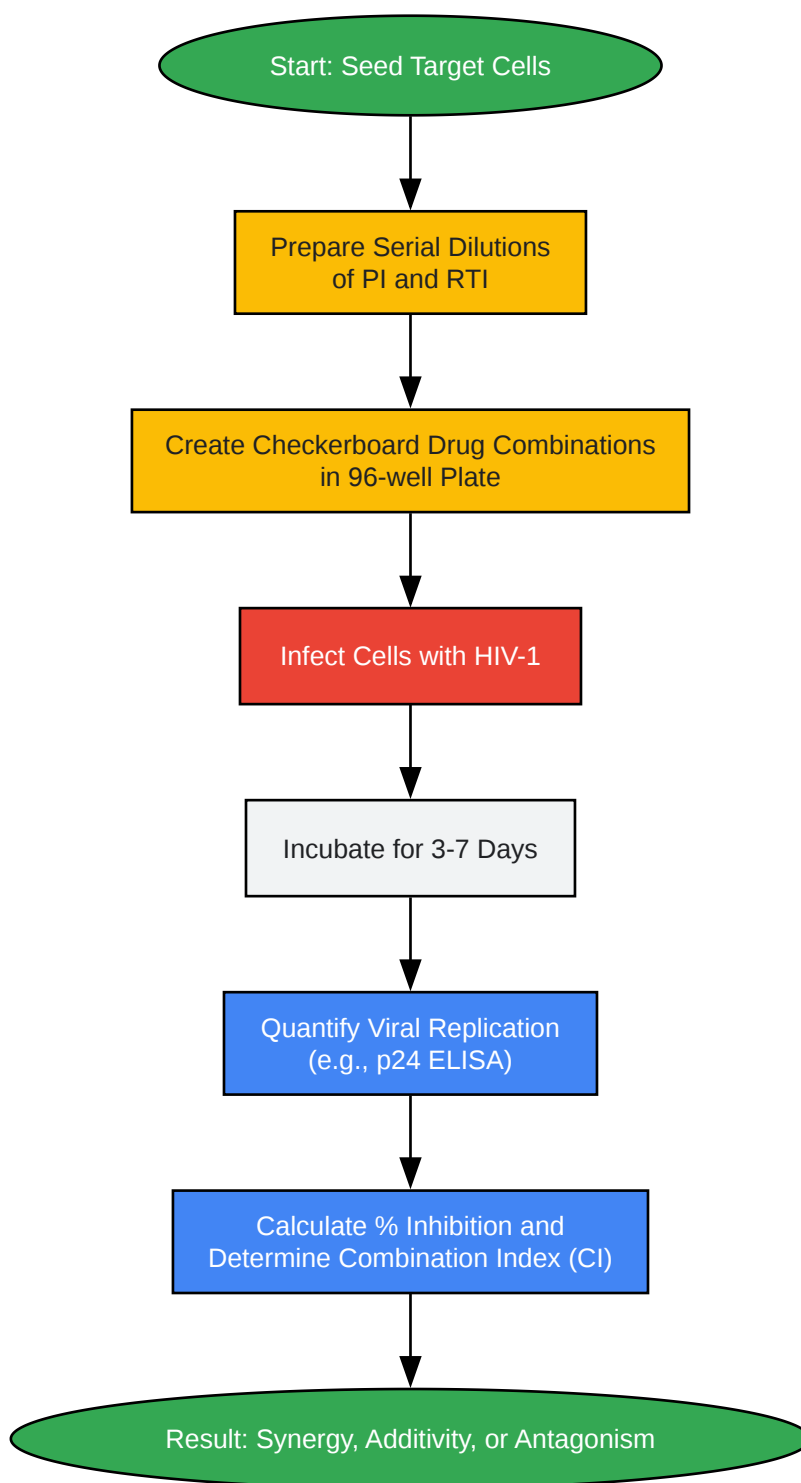 Start: Seed Target Cells
Prepare Serial Dilutions
of PI and RTI
Create Checkerboard Drug Combinations
in 96-well Plate
Infect Cells with HIV-1
Incubate for 3-7 Days
Quantify Viral Replication
(e.g., p24 ELISA)
Calculate % Inhibition and
Determine Combination Index (CI)
Result: Synergy, Additivity, or Antagonism